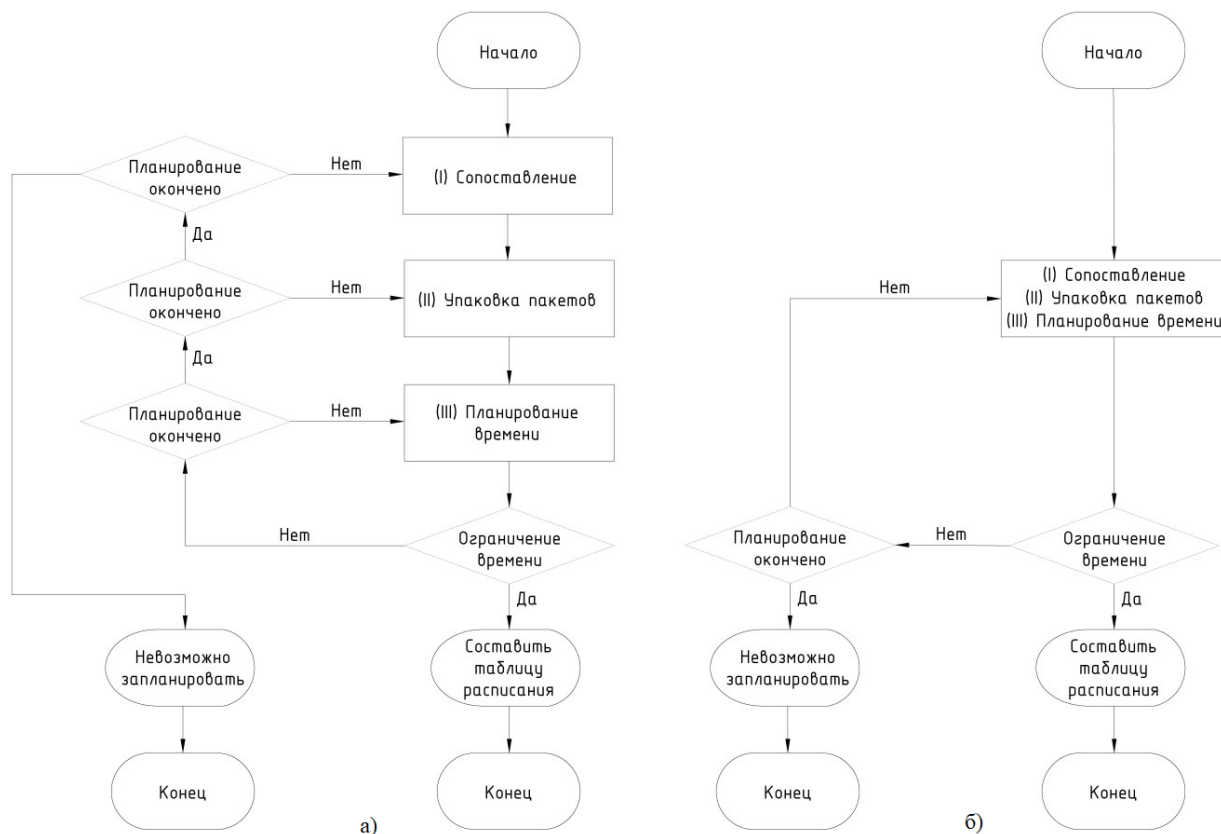 Начало
Планирование
окончено
Нет
(I) Сопоставление
Да
Планирование
окончено
Нет
(II) Упаковка пакетов
Да
Планирование
окончено
Нет
(III) Планирование
времени
Нет
Ограничение
времени
Да
Невозможно
запланировать
Составить
таблицу
расписания
Конец
Конец
а)
Начало
Нет
(I) Сопоставление
(II) Упаковка пакетов
(III) Планирование времени
Планирование
окончено
Нет
Ограничение
времени
Да
Да
Невозможно
запланировать
Составить
таблицу
расписания
Конец
Конец
б)